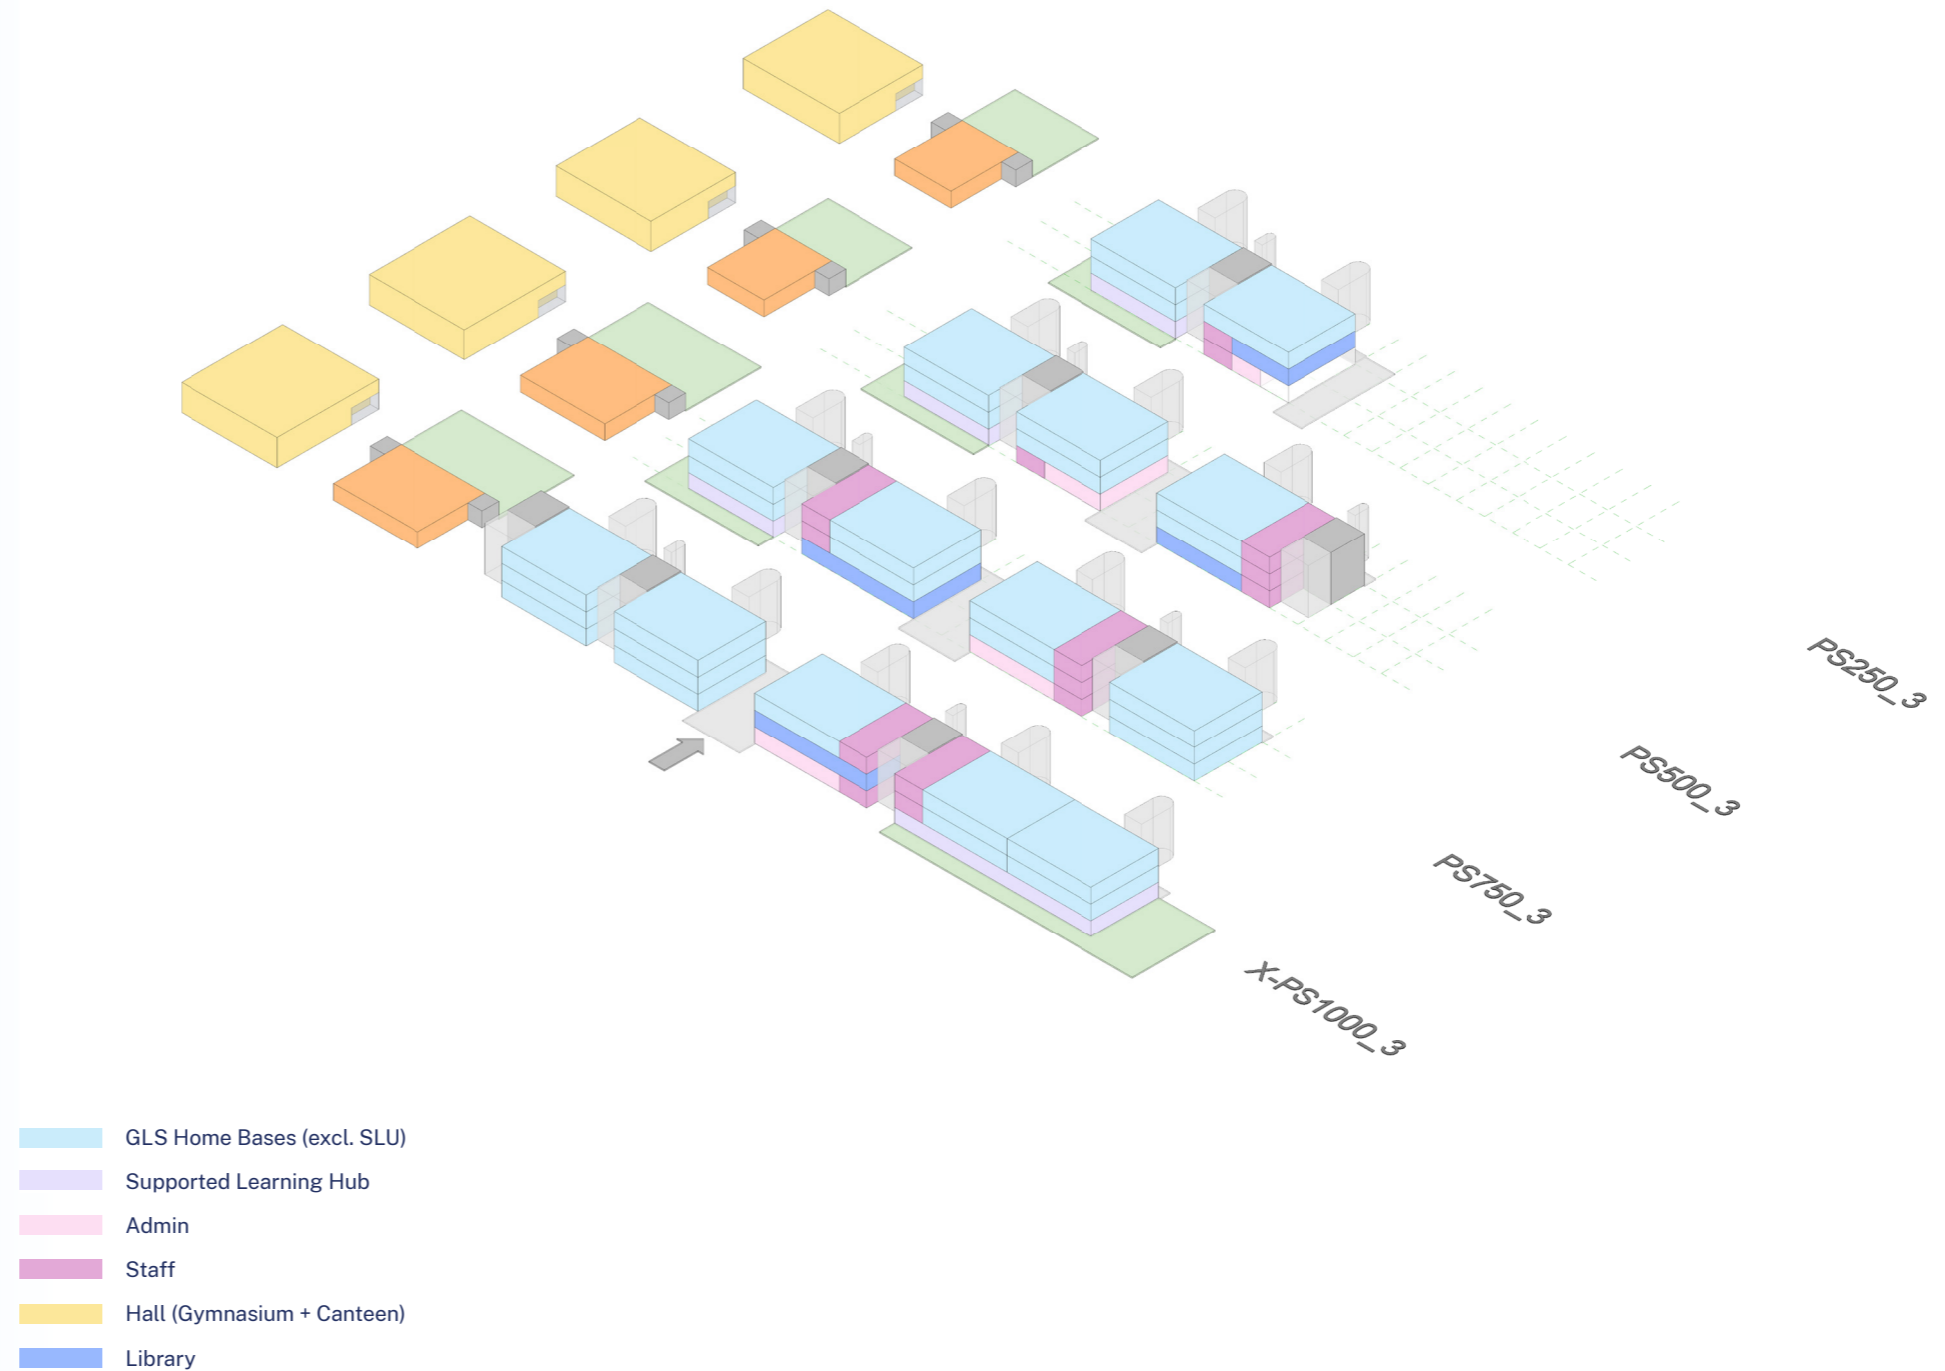 PS250_3
PS500_3
PS750_3
X-PS1000_3
GLS Home Bases (excl. SLU)
Supported Learning Hub
Admin
Staff
Hall (Gymnasium + Canteen)
Library